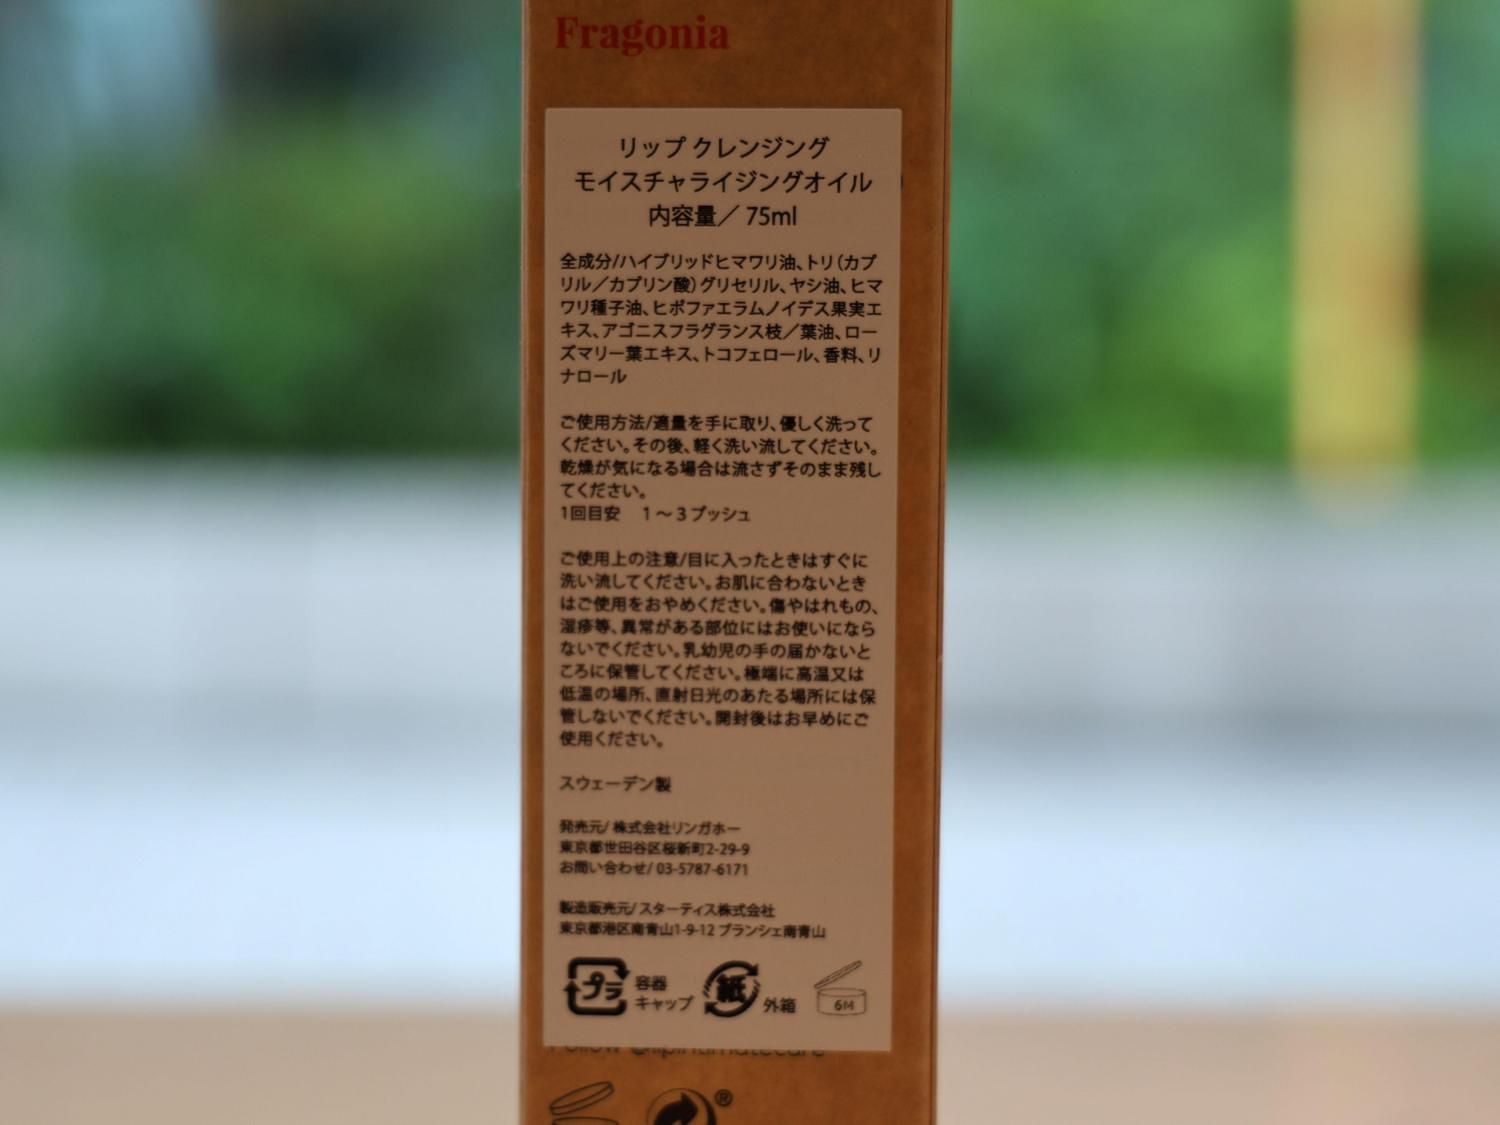 Fragonia
リップ クレンジング
モイスチャライジングオイル
内容量／ 75ml
全成分/ハイブリッドヒマワリ油、トリ（カプ
リル／カプリン酸）グリセリル、ヤシ油、ヒマ
ワリ種子油、ヒポファエラムノイデス果実エ
キス、アゴニスフラグランス枝／葉油、ロー
ズマリー葉エキス、トコフェロール、香料、リ
ナロール
ご使用方法/適量を手に取り、優しく洗って
ください。その後、軽く洗い流してください。
乾燥が気になる場合は流さずそのまま残し
てください。
1回目安　1〜3プッシュ
ご使用上の注意/目に入ったときはすぐに
洗い流してください。お肌に合わないとき
はご使用をおやめください。傷やはれもの、
湿疹等、異常がある部位にはお使いになら
ないでください。乳幼児の手の届かないと
ころに保管してください。極端に高温又は
低温の場所、直射日光のあたる場所には保
管しないでください。開封後はお早めにご
使用ください。
スウェーデン製
発売元/ 株式会社リンガホー
東京都世田谷区桜新町2-29-9
お問い合わせ/ 03-5787-6171
製造販売元/ スターティス株式会社
東京都港区南青山1-9-12 ブランシェ南青山
プラ 容器
キャップ 紙 外箱 6M
®